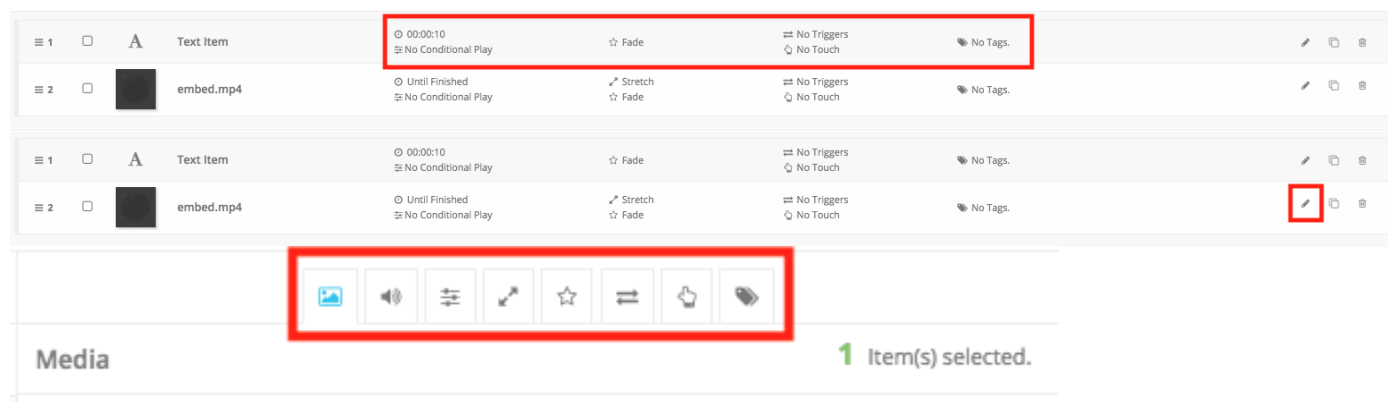 1 A Text Item 00:00:10 Fade No Triggers No Tags.
No Conditional Play No Touch
2 embed.mp4 Until Finished Stretch No Triggers No Tags.
No Conditional Play Fade No Touch
1 A Text Item 00:00:10 Fade No Triggers No Tags.
No Conditional Play No Touch
2 embed.mp4 Until Finished Stretch No Triggers No Tags.
No Conditional Play Fade No Touch
Media 1 Item(s) selected.